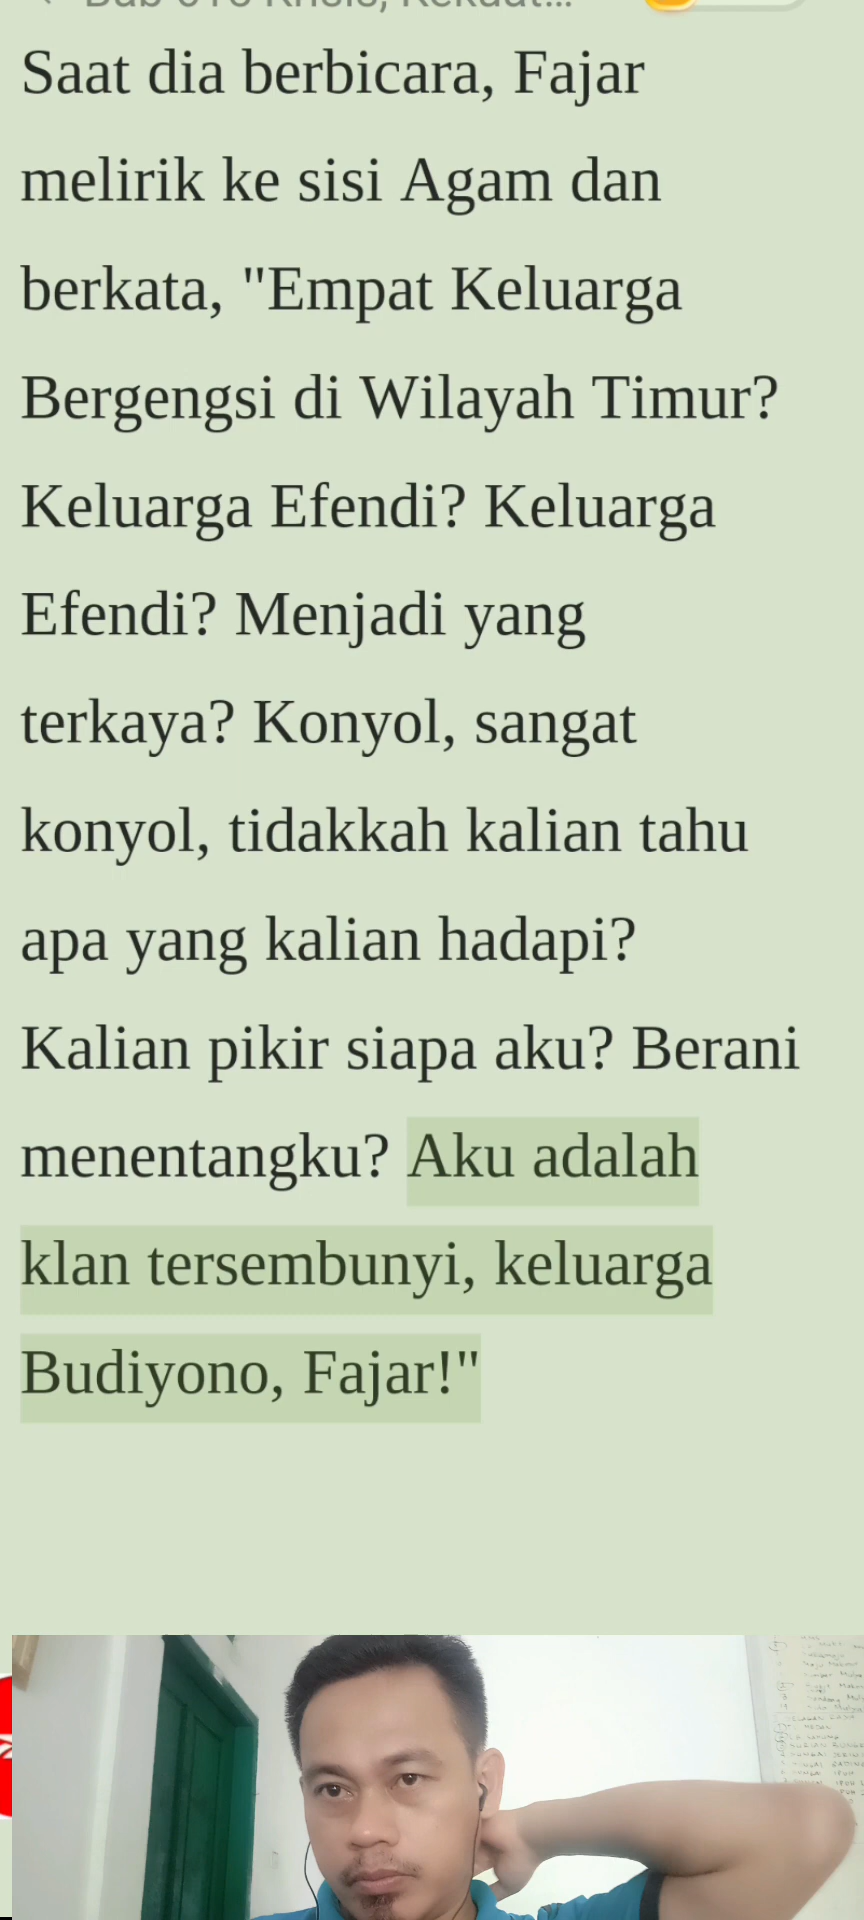 Saat dia berbicara, Fajar
melirik ke sisi Agam dan
berkata, "Empat Keluarga
Bergengsi di Wilayah Timur?
Keluarga Efendi? Keluarga
Efendi? Menjadi yang
terkaya? Konyol, sangat
konyol, tidakkah kalian tahu
apa yang kalian hadapi?
Kalian pikir siapa aku? Berani
menentangku? Aku adalah
klan tersembunyi, keluarga
Budiyono, Fajar!"